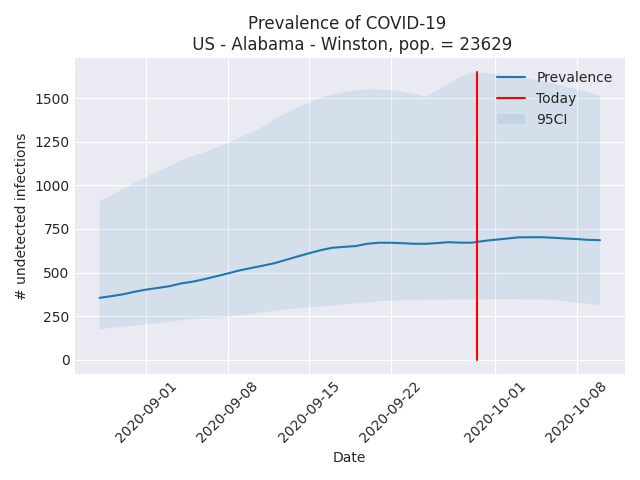 Prevalence of COVID-19
US - Alabama - Winston, pop. = 23629
Prevalence
Today
95CI
1500
1250
1000
750
500
250
0
# undetected infections
2020-09-01
2020-09-08
2020-09-15
2020-09-22
2020-10-01
2020-10-08
Date